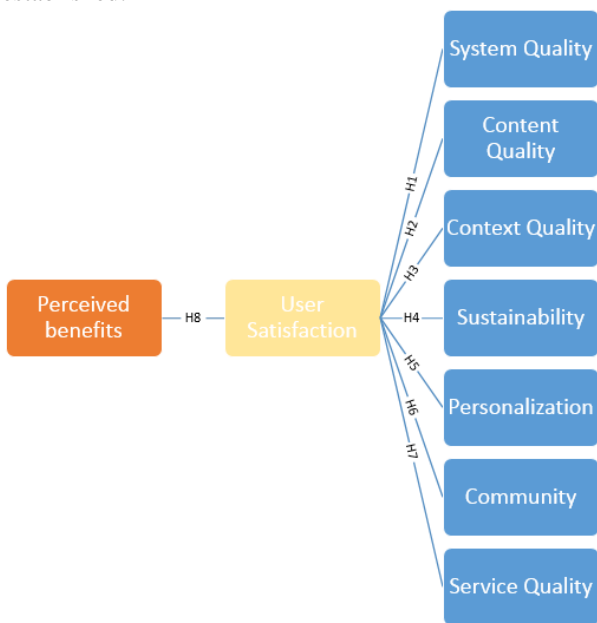 System Quality
Content
Quality
Context Quality
Sustainability
Personalization
Community
Service Quality
H1
H2
H3
H4
H5
H6
H7
Perceived
benefits
H8
User
Satisfaction